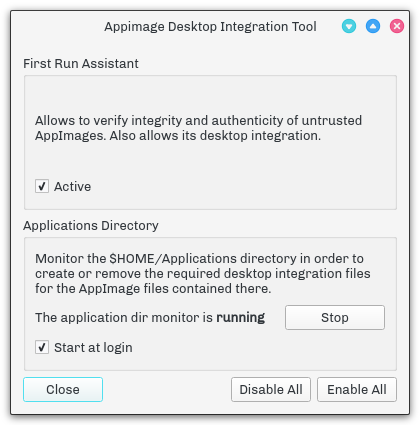 Appimage Desktop Integration Tool
First Run Assistant
Allows to verify integrity and authenticity of untrusted
AppImages. Also allows its desktop integration.
Active
Applications Directory
Monitor the $HOME/Applications directory in order to
create or remove the required desktop integration files
for the AppImage files contained there.
The application dir monitor is running
Stop
Start at login
Close
Disable All
Enable All